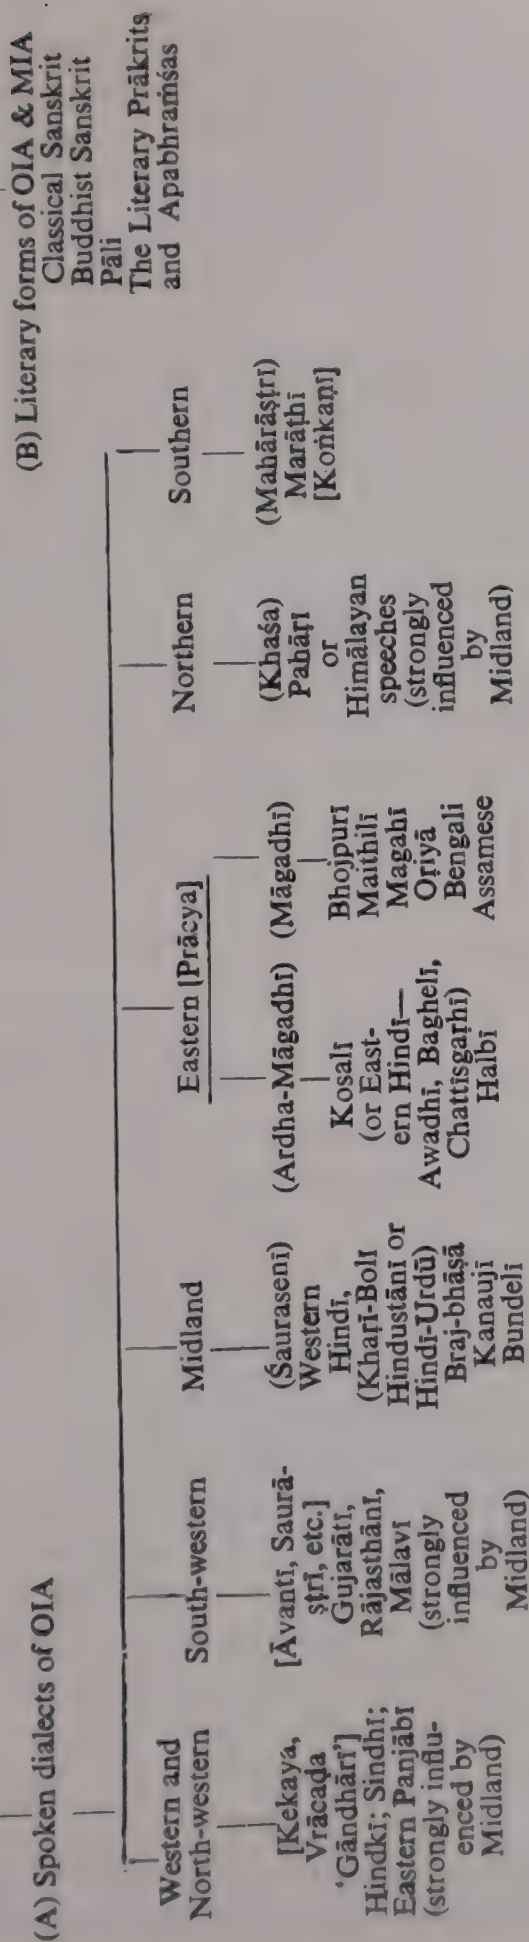 (A) Spoken dialects of OIA
Western and
North-western
[Kekaya,
Vrācaḍa
‘Gāndhārī’]
Hindkī; Sindhī;
Eastern Panjābī
(strongly influ-
enced by
Midland)
South-western
[Āvantī, Saurā-
ṣṭrī, etc.]
Gujarātī,
Rājasthānī,
Mālavī
(strongly
influenced
by
Midland)
Midland
(Śaurasenī)
Western
Hindī,
(Khaṛī-Bolī
Hindustānī or
Hindī-Urdū)
Braj-bhāṣā
Kanaujī
Bundelī
Eastern [Prācya]
(Ardha-Māgadhī)
Kosalī
(or East-
ern Hindī—
Awadhī, Baghelī,
Chattīsgaṛhī)
Halbī
(Māgadhī)
Bhojpurī
Maithilī
Magahī
Oṛiyā
Bengali
Assamese
Northern
(Khaśa)
Pahāṛī
or
Himālayan
speeches
(strongly
influenced
by
Midland)
Southern
(Mahārāṣṭrī)
Marāṭhī
[Koṅkaṇī]
(B) Literary forms of OIA & MIA
Classical Sanskrit
Buddhist Sanskrit
Pāli
The Literary Prākrits
and Apabhraṁśas